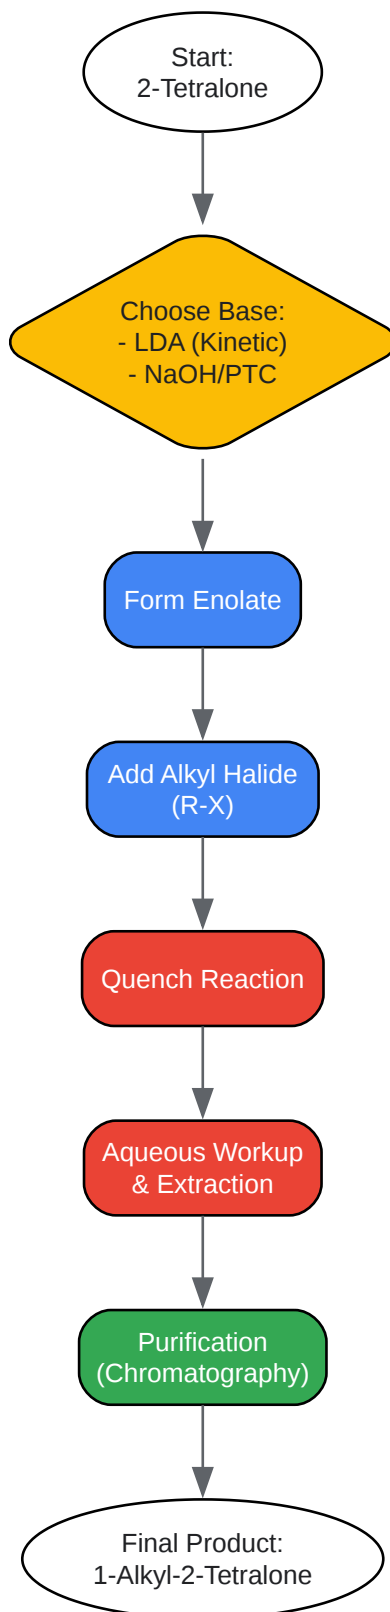 Start:
2-Tetralone
Choose Base:
- LDA (Kinetic)
- NaOH/PTC
Form Enolate
Add Alkyl Halide
(R-X)
Quench Reaction
Aqueous Workup
& Extraction
Purification
(Chromatography)
Final Product:
1-Alkyl-2-Tetralone